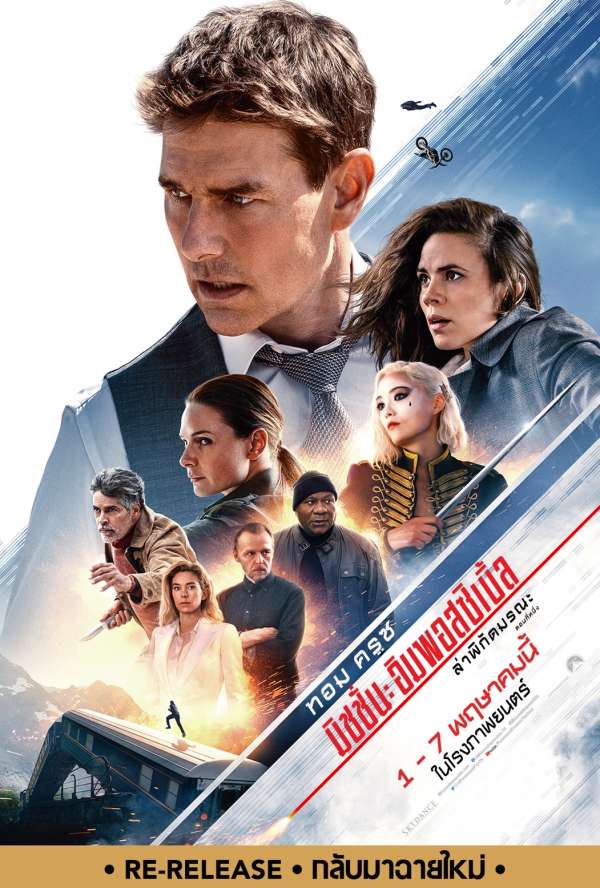 ทอม ครูซ
มิชชั่น:อิมพอสซิเบิ้ล
ล่าพิกัดมรณะ
ตอนที่หนึ่ง
1 - 7 พฤษภาคมนี้
ในโรงภาพยนตร์
SKYDANCE
• RE-RELEASE • กลับมาฉายใหม่ •